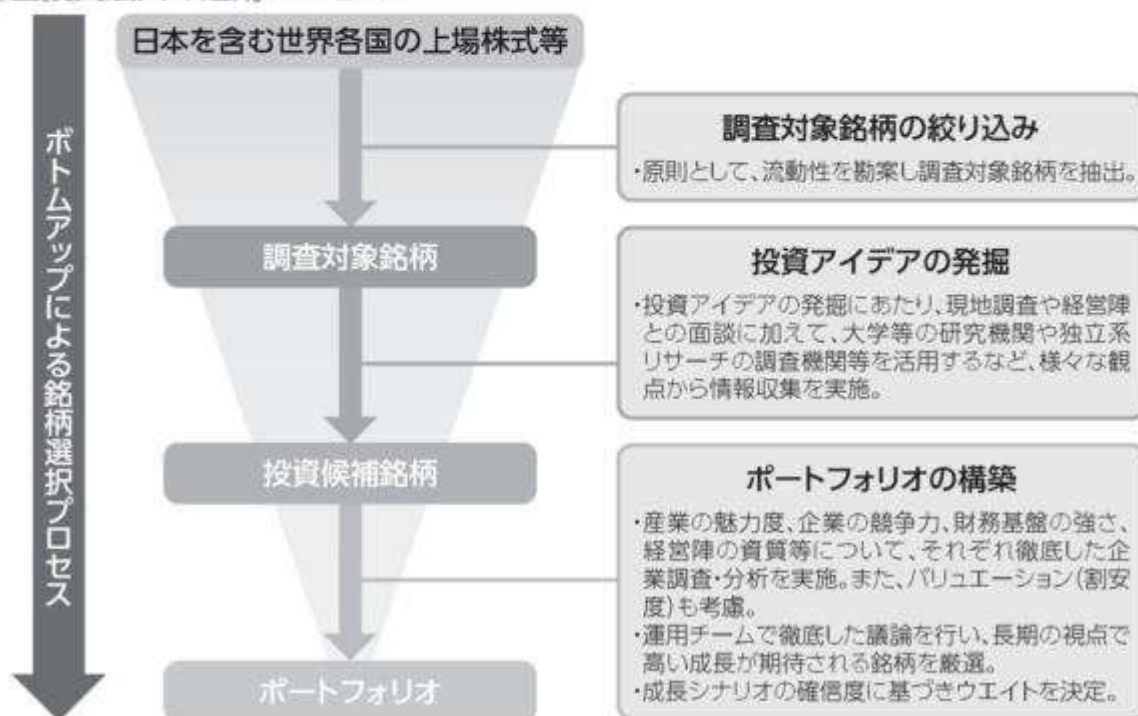 日本を含む世界各国の上場株式等
ボトムアップによる銘柄選択プロセス
調査対象銘柄の絞り込み
・原則として、流動性を勘案し調査対象銘柄を抽出。
調査対象銘柄
投資アイデアの発掘
・投資アイデアの発掘にあたり、現地調査や経営陣
との面談に加えて、大学等の研究機関や独立系
リサーチの調査機関等を活用するなど、様々な観
点から情報収集を実施。
投資候補銘柄
ポートフォリオの構築
・産業の魅力度、企業の競争力、財務基盤の強さ、
経営陣の資質等について、それぞれ徹底した企
業調査・分析を実施。また、バリュエーション(割安
度)も考慮。
・運用チームで徹底した議論を行い、長期の視点で
高い成長が期待される銘柄を厳選。
・成長シナリオの確信度に基づきウエイトを決定。
ポートフォリオ